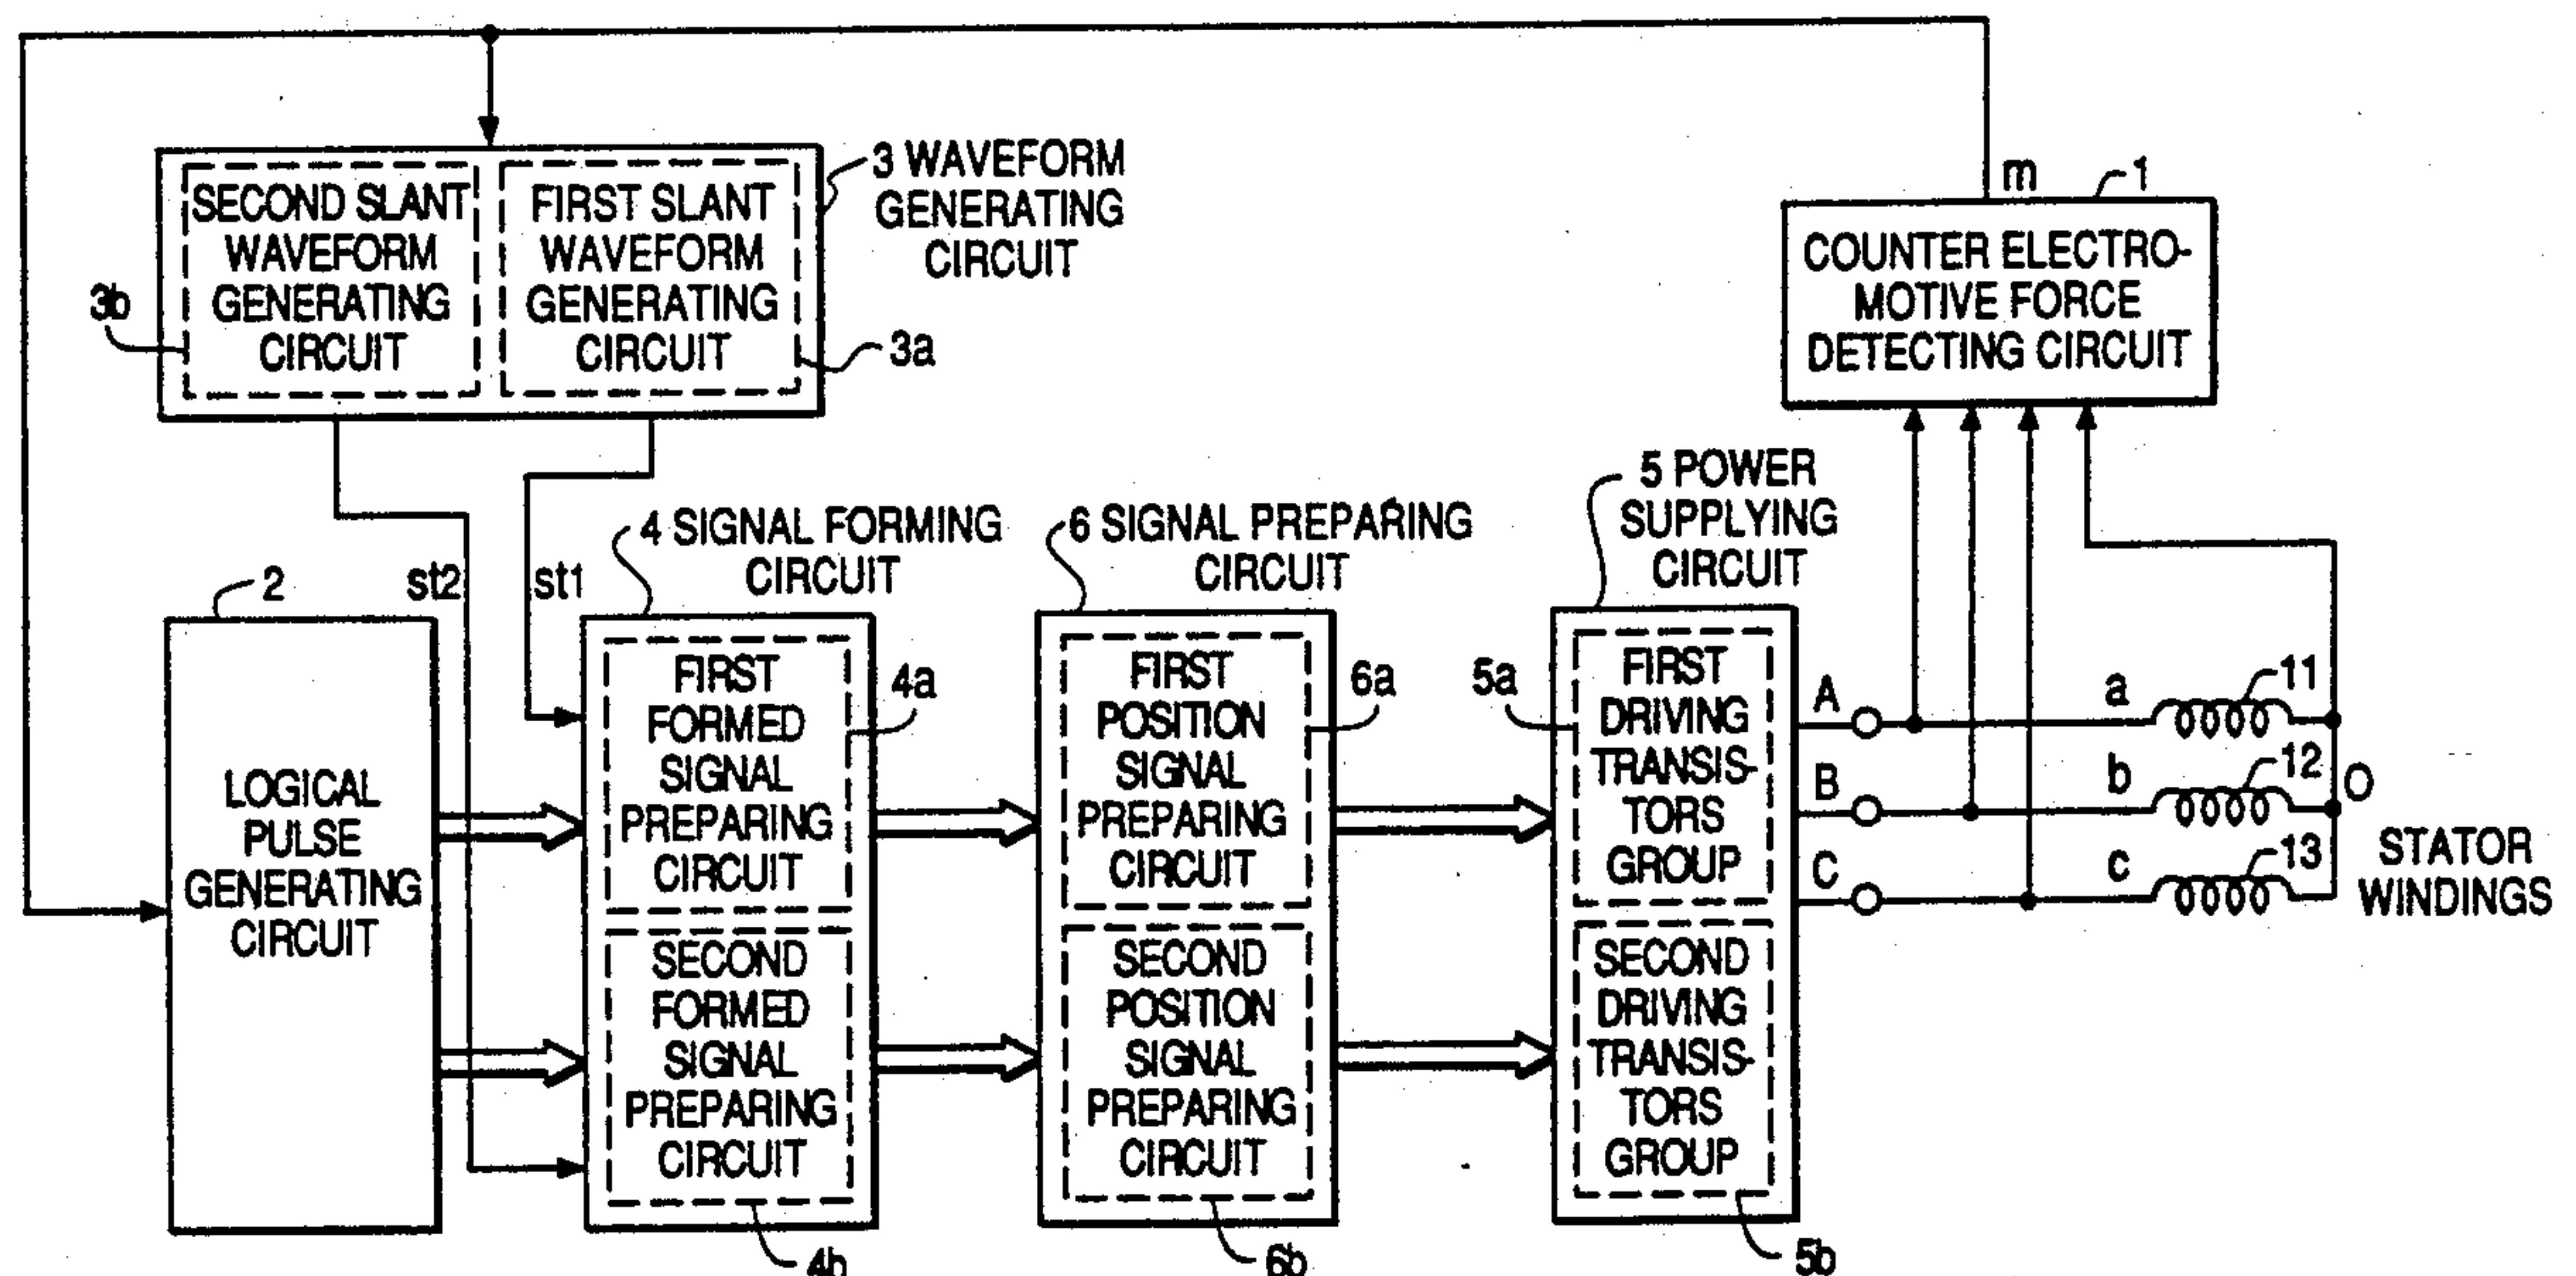 m
1
COUNTER ELECTRO-
MOTIVE FORCE
DETECTING CIRCUIT
3 WAVEFORM
GENERATING
CIRCUIT
SECOND SLANT
WAVEFORM
GENERATING
CIRCUIT
3b
FIRST SLANT
WAVEFORM
GENERATING
CIRCUIT
3a
st2
st1
2
LOGICAL
PULSE
GENERATING
CIRCUIT
4 SIGNAL FORMING
CIRCUIT
FIRST
FORMED
SIGNAL
PREPARING
CIRCUIT
4a
SECOND
FORMED
SIGNAL
PREPARING
CIRCUIT
4b
6 SIGNAL PREPARING
CIRCUIT
FIRST
POSITION
SIGNAL
PREPARING
CIRCUIT
6a
SECOND
POSITION
SIGNAL
PREPARING
CIRCUIT
6b
5 POWER
SUPPLYING
CIRCUIT
5a
FIRST
DRIVING
TRANSIS-
TORS
GROUP
SECOND
DRIVING
TRANSIS-
TORS
GROUP
5b
A
a
11
B
b
12
O
C
c
13
STATOR
WINDINGS